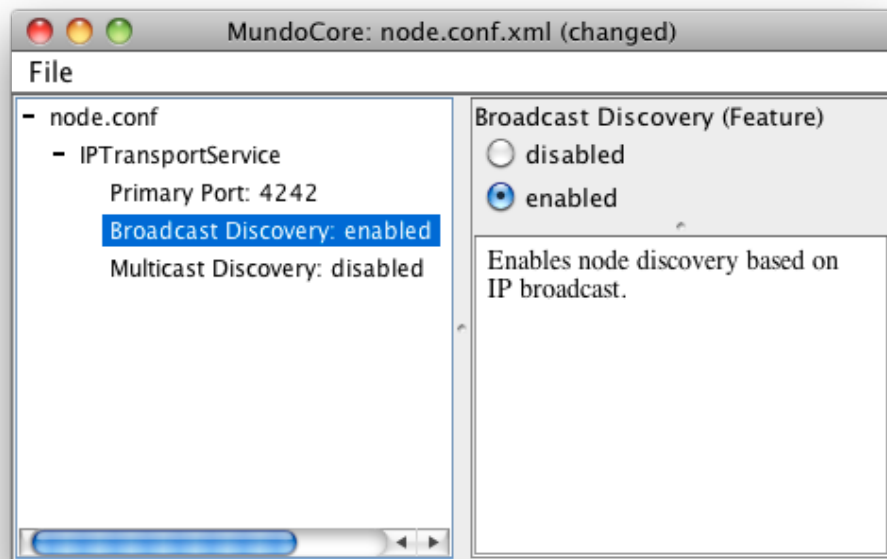 MundoCore: node.conf.xml (changed)
File
node.conf
IPTransportService
Primary Port: 4242
Broadcast Discovery: enabled
Multicast Discovery: disabled
Broadcast Discovery (Feature)
disabled
enabled
Enables node discovery based on
IP broadcast.